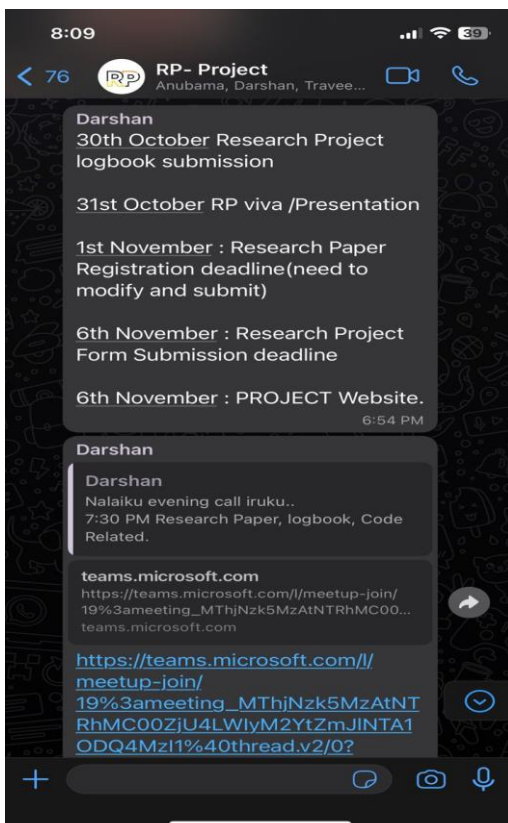 8:09
39
76
RP
RP- Project
Anubama, Darshan, Travee...
Darshan
30th October Research Project
logbook submission
31st October RP viva /Presentation
1st November : Research Paper
Registration deadline(need to
modify and submit)
6th November : Research Project
Form Submission deadline
6th November : PROJECT Website.
6:54 PM
Darshan
Darshan
Nalaiku evening call iruku..
7:30 PM Research Paper, logbook, Code
Related.
teams.microsoft.com
https://teams.microsoft.com/l/meetup-join/
19%3ameeting_MThjNzk5MzAtNTRhMC00...
teams.microsoft.com
https://teams.microsoft.com/l/
meetup-join/
19%3ameeting_MThjNzk5MzAtNT
RhMC00ZjU4LWIyM2YtZmJlNTA1
ODQ4MzI1%40thread.v2/0?